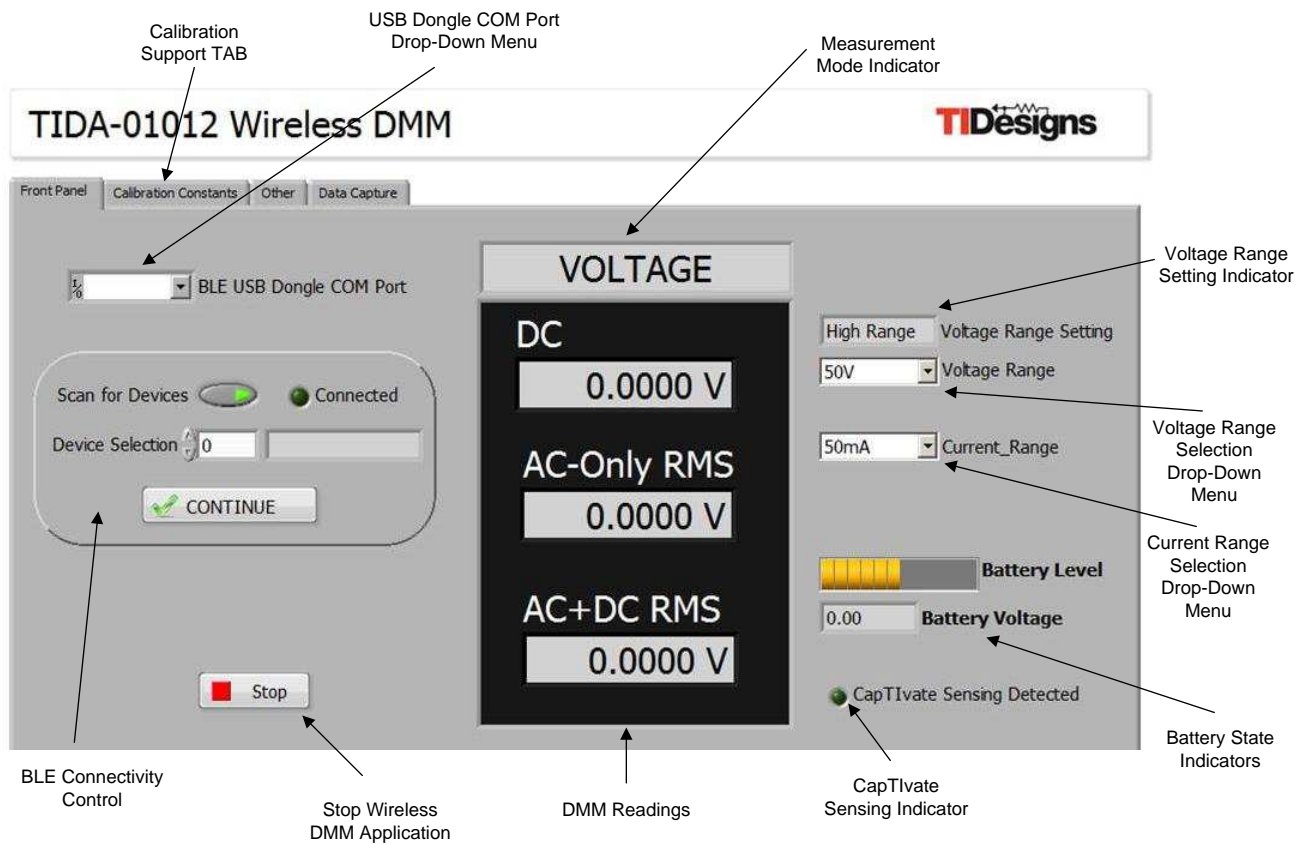 Calibration
Support TAB
USB Dongle COM Port
Drop-Down Menu
Measurement
Mode Indicator
TIDA-01012 Wireless DMM
TIDesigns
Front Panel
Calibration Constants
Other
Data Capture
I/O
BLE USB Dongle COM Port
VOLTAGE
Voltage Range
Setting Indicator
DC
0.0000 V
High Range
Voltage Range Setting
50V
Voltage Range
Scan for Devices
Connected
Device Selection
0
CONTINUE
AC-Only RMS
0.0000 V
50mA
Current_Range
Voltage Range
Selection
Drop-Down
Menu
Current Range
Selection
Drop-Down
Menu
Battery Level
0.00
Battery Voltage
AC+DC RMS
0.0000 V
Stop
CapTIvate Sensing Detected
Battery State
Indicators
BLE Connectivity
Control
Stop Wireless
DMM Application
DMM Readings
CapTIvate
Sensing Indicator